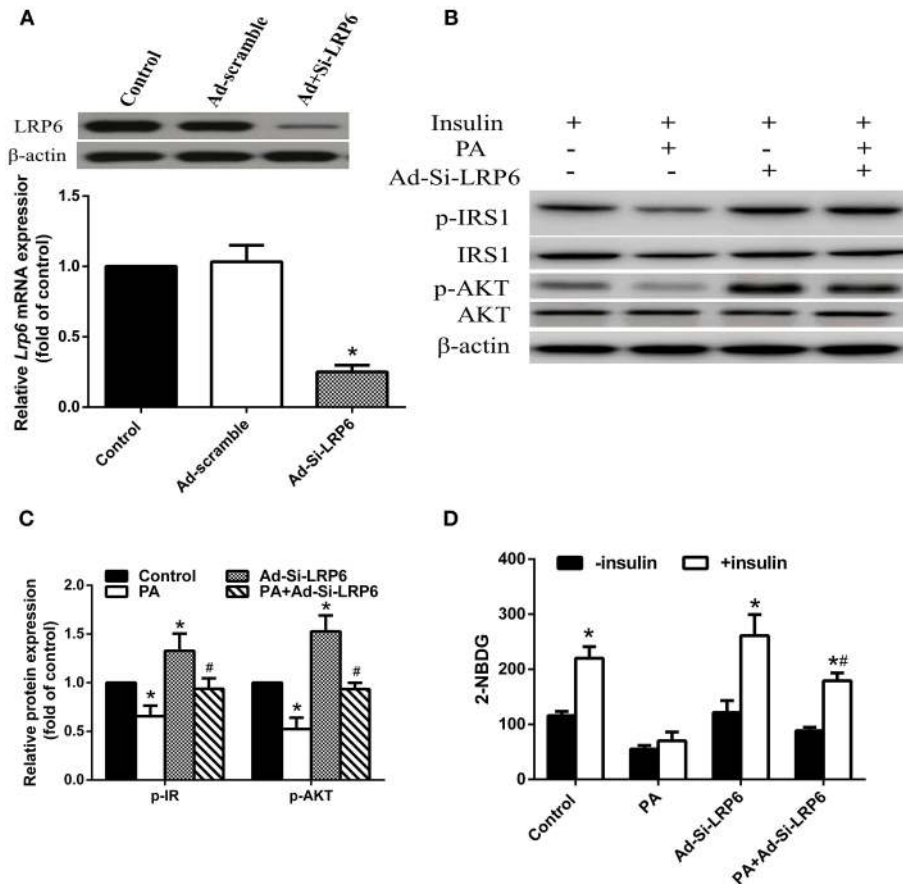 A
Control
Ad-scramble
Ad+Si-LRP6
LRP6
β-actin
Relative Lrp6 mRNA expression
(fold of control)
1.0
0.5
0.0
*
Control
Ad-scramble
Ad-Si-LRP6
B
Insulin + + + +
PA - + - +
Ad-Si-LRP6 - - + +
p-IRS1
IRS1
p-AKT
AKT
β-actin
C
Relative protein expression
(fold of control)
2.0
1.5
1.0
0.5
0.0
Control Ad-Si-LRP6
PA PA+Ad-Si-LRP6
* * # * * #
p-IR p-AKT
D
2-NBDG
400
300
200
100
0
-insulin +insulin
* * *#
Control
PA
Ad-Si-LRP6
PA+Ad-Si-LRP6